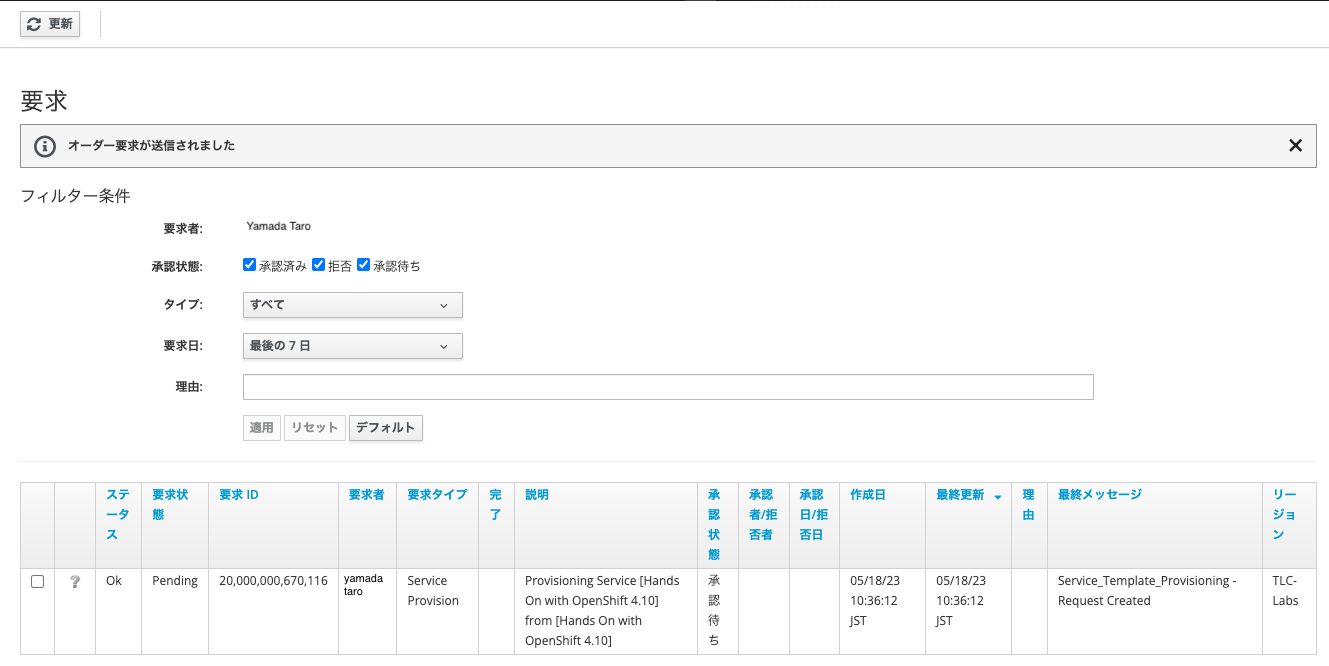 更新
要求
オーダー要求が送信されました
フィルター条件
要求者: Yamada Taro
承認状態: 承認済み 拒否 承認待ち
タイプ: すべて
要求日: 最後の 7 日
理由:
適用 リセット デフォルト
ステータス 要求状態 要求 ID 要求者 要求タイプ 完了 説明 承認状態 承認者/拒否者 承認日/拒否日 作成日 最終更新 理由 最終メッセージ リージョン
Ok Pending 20,000,000,670,116 yamada taro Service Provision Provisioning Service [Hands On with OpenShift 4.10] from [Hands On with OpenShift 4.10] 承認待ち 05/18/23 10:36:12 JST 05/18/23 10:36:12 JST Service_Template_Provisioning - Request Created TLC-Labs